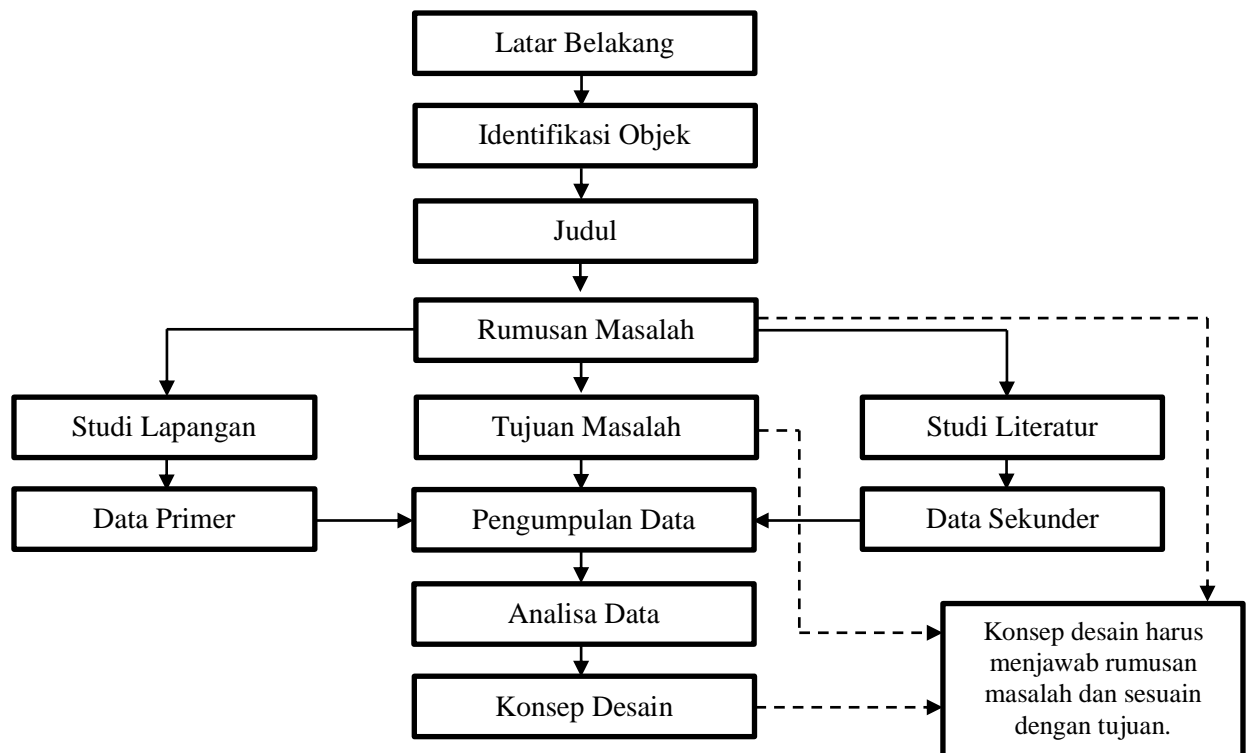 Latar Belakang
Identifikasi Objek
Judul
Rumusan Masalah
Studi Lapangan
Tujuan Masalah
Studi Literatur
Data Primer
Pengumpulan Data
Data Sekunder
Analisa Data
Konsep Desain
Konsep desain harus
menjawab rumusan
masalah dan sesuain
dengan tujuan.